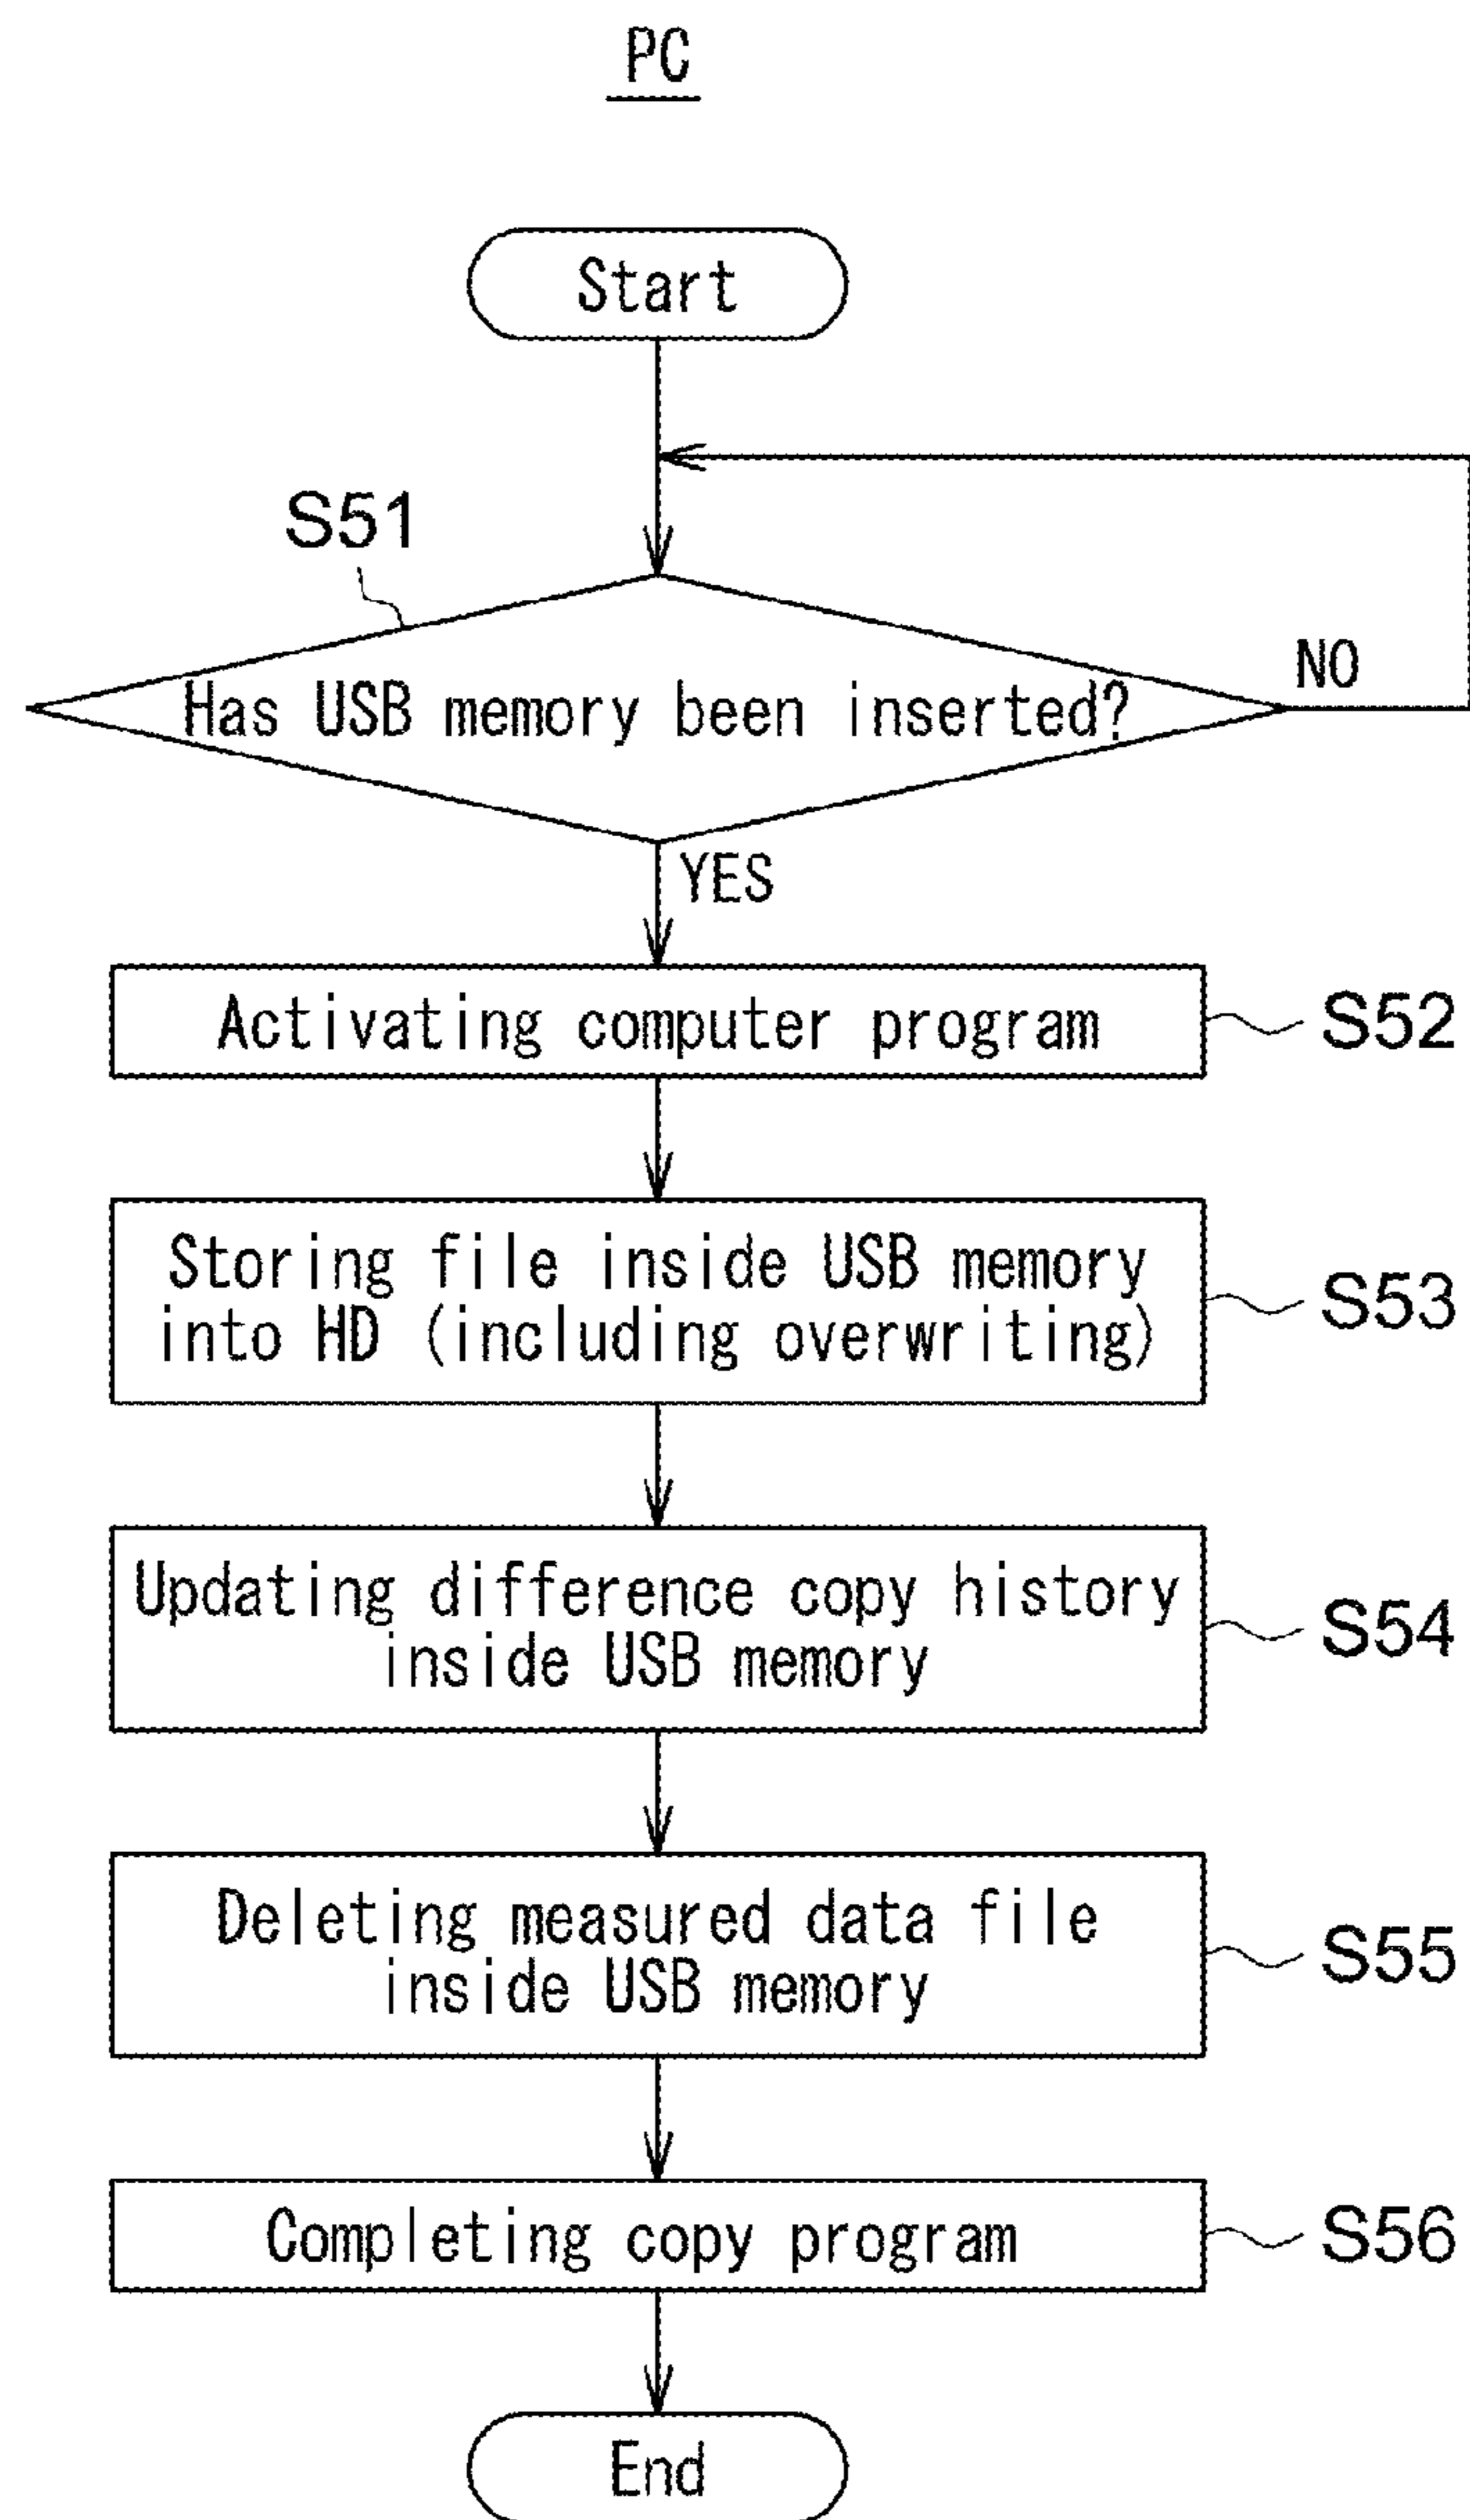 PC
Start
S51
Has USB memory been inserted?
NO
YES
Activating computer program
S52
Storing file inside USB memory
into HD (including overwriting)
S53
Updating difference copy history
inside USB memory
S54
Deleting measured data file
inside USB memory
S55
Completing copy program
S56
End